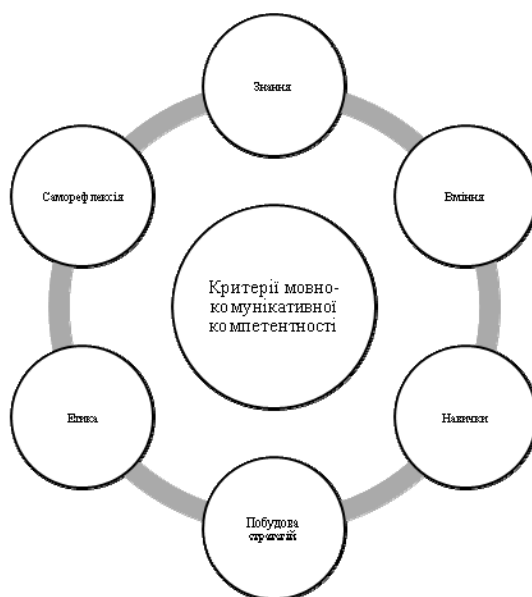 Знання
Саморефлексія
Вміння
Критерії мовно-
комунікативної
компетентності
Етика
Навички
Побудова
стратегій